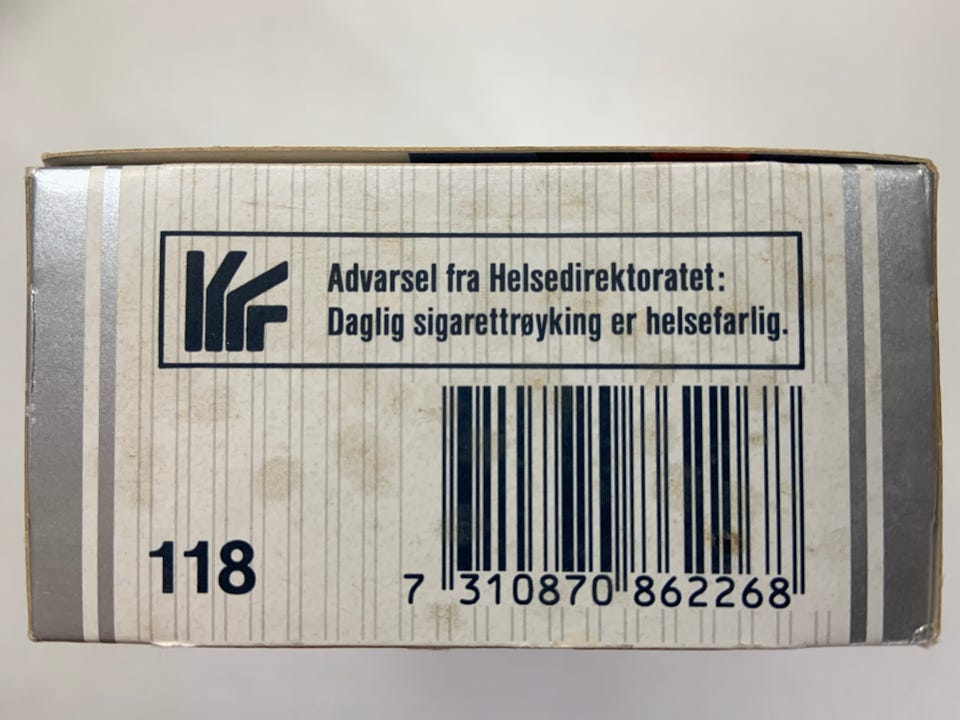 Advarsel fra Helsedirektoratet:
Daglig sigarettrøyking er helsefarlig.
118
7 310870 862268